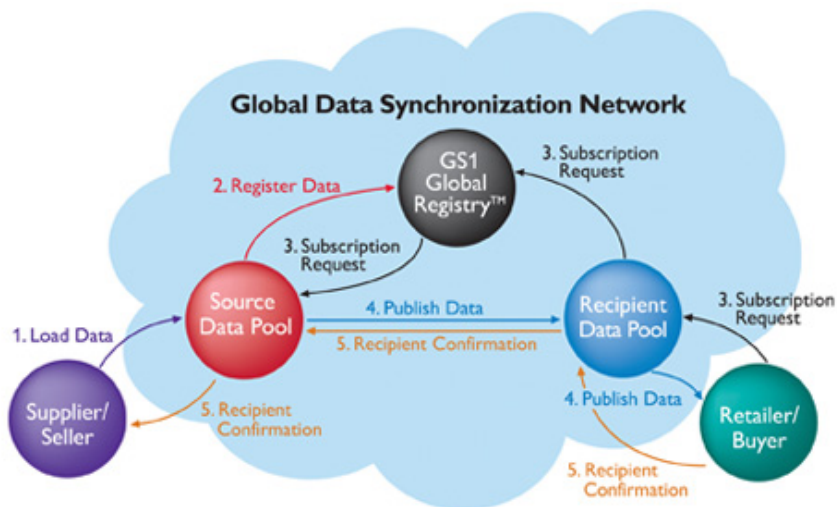 Global Data Synchronization Network
GS1
Global
Registry™
3. Subscription
Request
2. Register Data
3. Subscription
Request
Source
Data Pool
4. Publish Data
5. Recipient Confirmation
Recipient
Data Pool
3. Subscription
Request
1. Load Data
Supplier/
Seller
5. Recipient
Confirmation
4. Publish Data
Retailer/
Buyer
5. Recipient
Confirmation